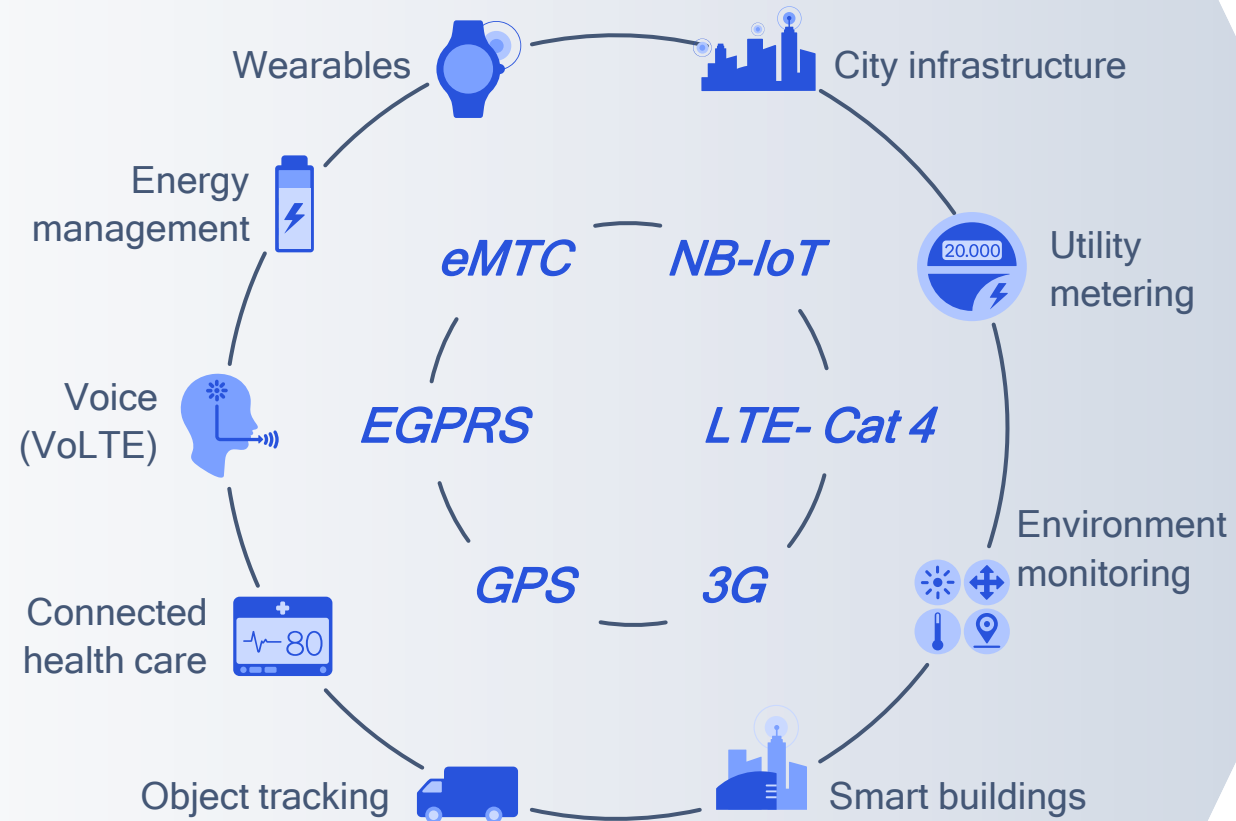 Wearables
City infrastructure
Energy
management
eMTC
NB-IoT
20.000
Utility
metering
Voice
(VoLTE)
EGPRS
LTE- Cat 4
Environment
monitoring
GPS
3G
Connected
health care
80
Object tracking
Smart buildings